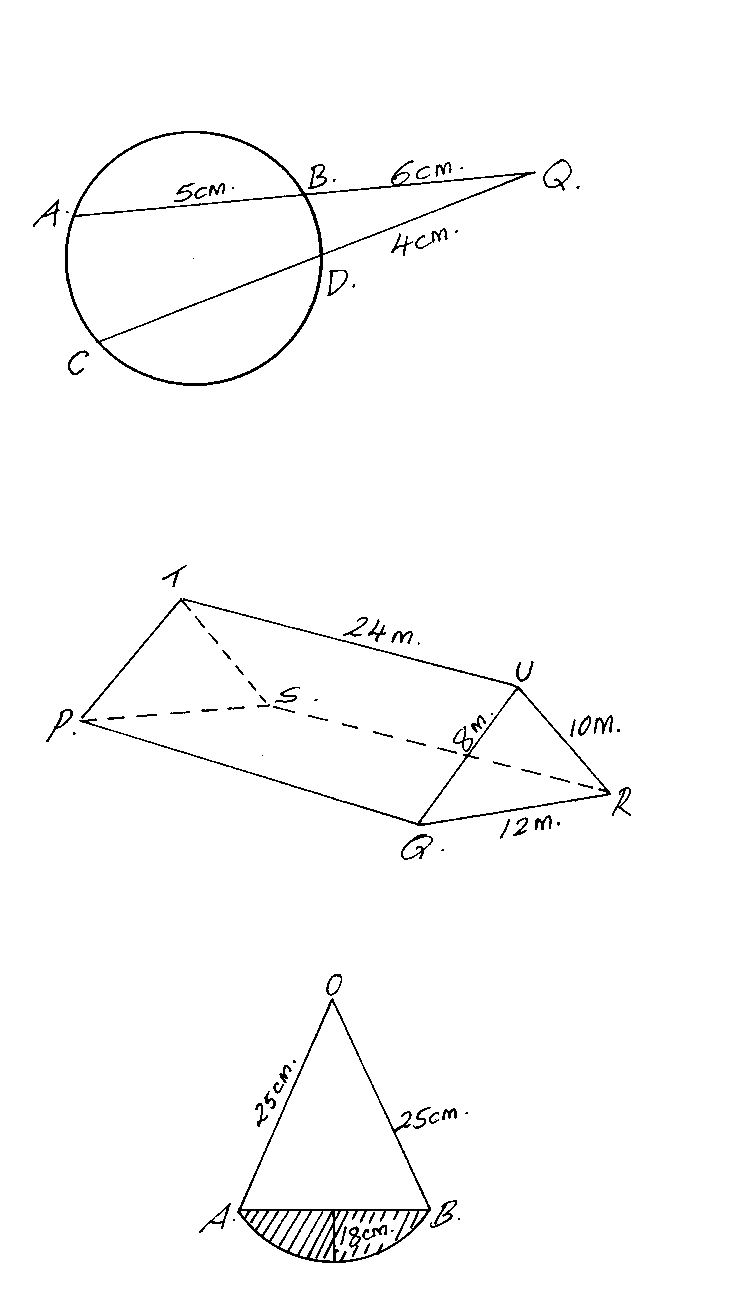 A.
5cm.
B.
6cm.
Q.
4cm.
D.
C
T
24m.
U
S.
P.
8m.
10m.
R
12m.
Q.
O
25cm.
25cm.
A.
B.
18cm.